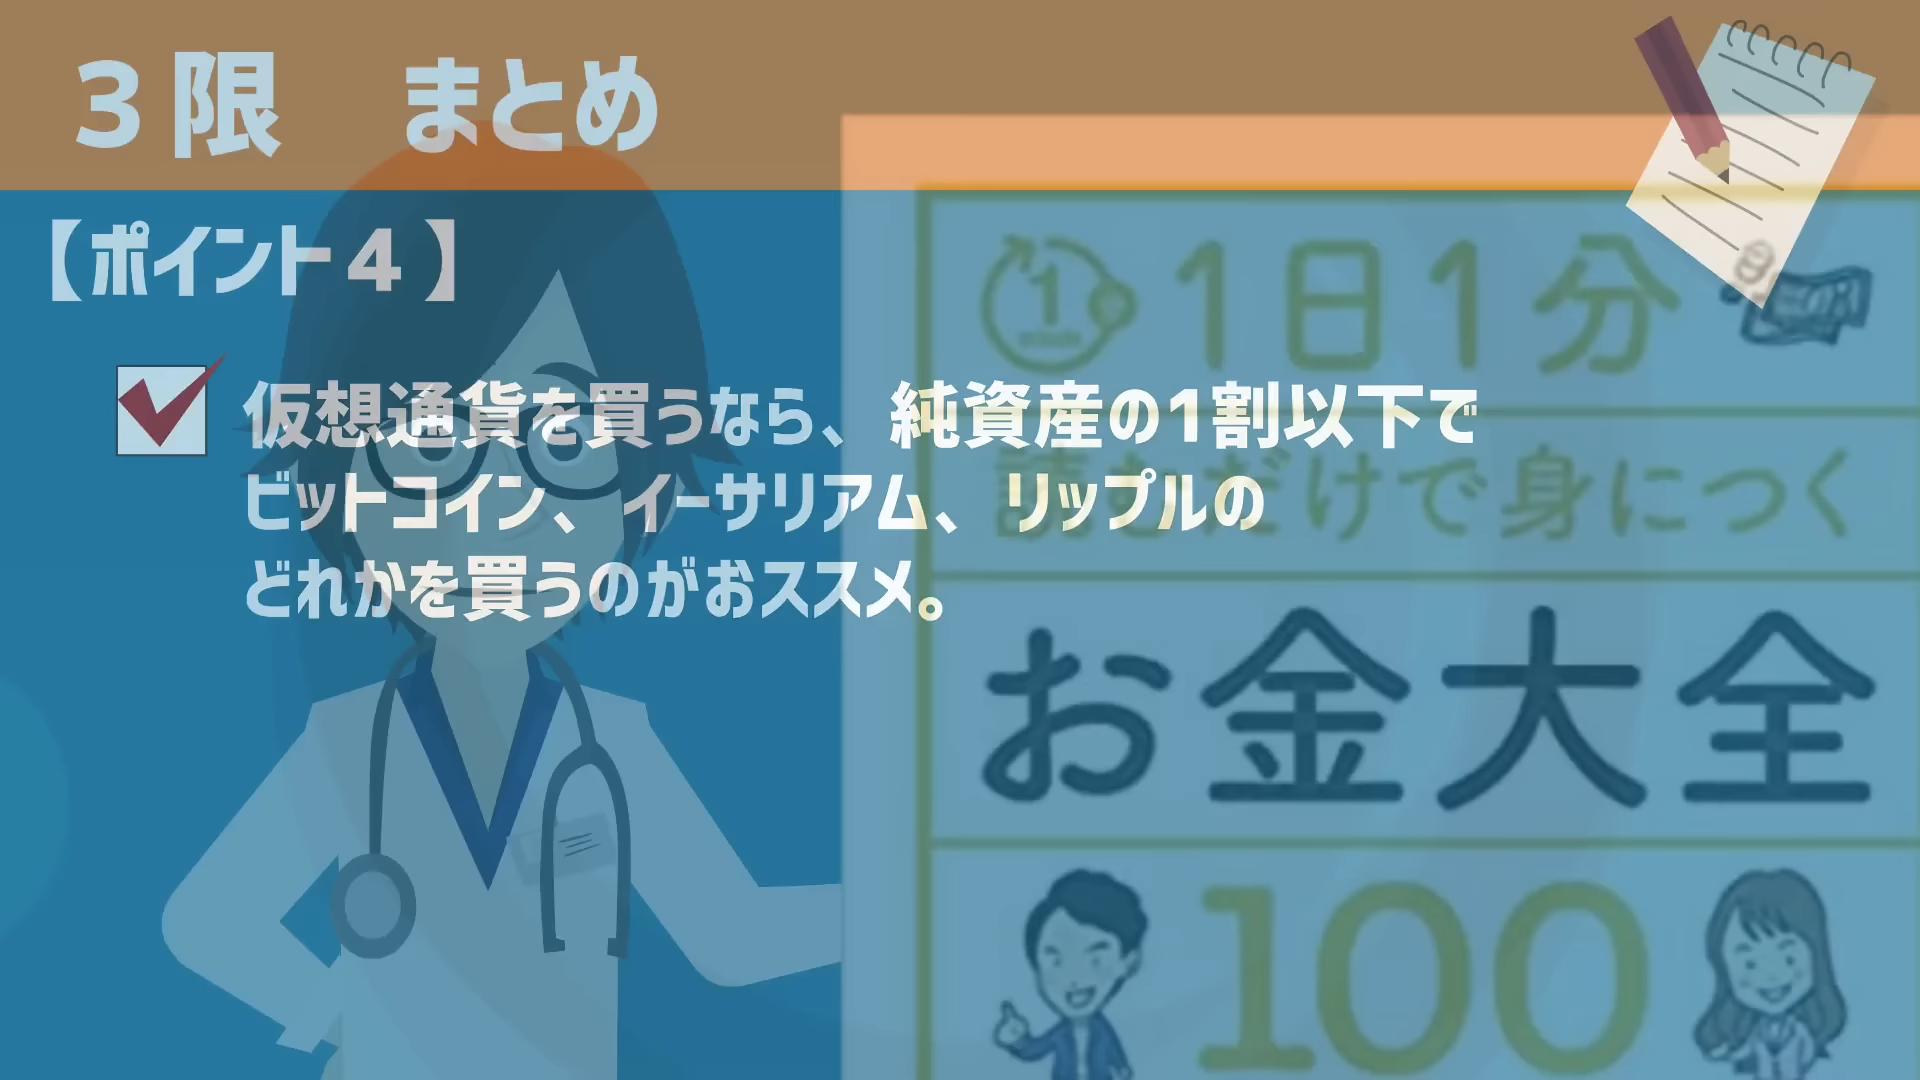 ３限　まとめ
【ポイント４】
仮想通貨を買うなら、純資産の1割以下で
ビットコイン、イーサリアム、リップルの
どれかを買うのがおススメ。
1
1日1分
読むだけで身につく
お金大全
100